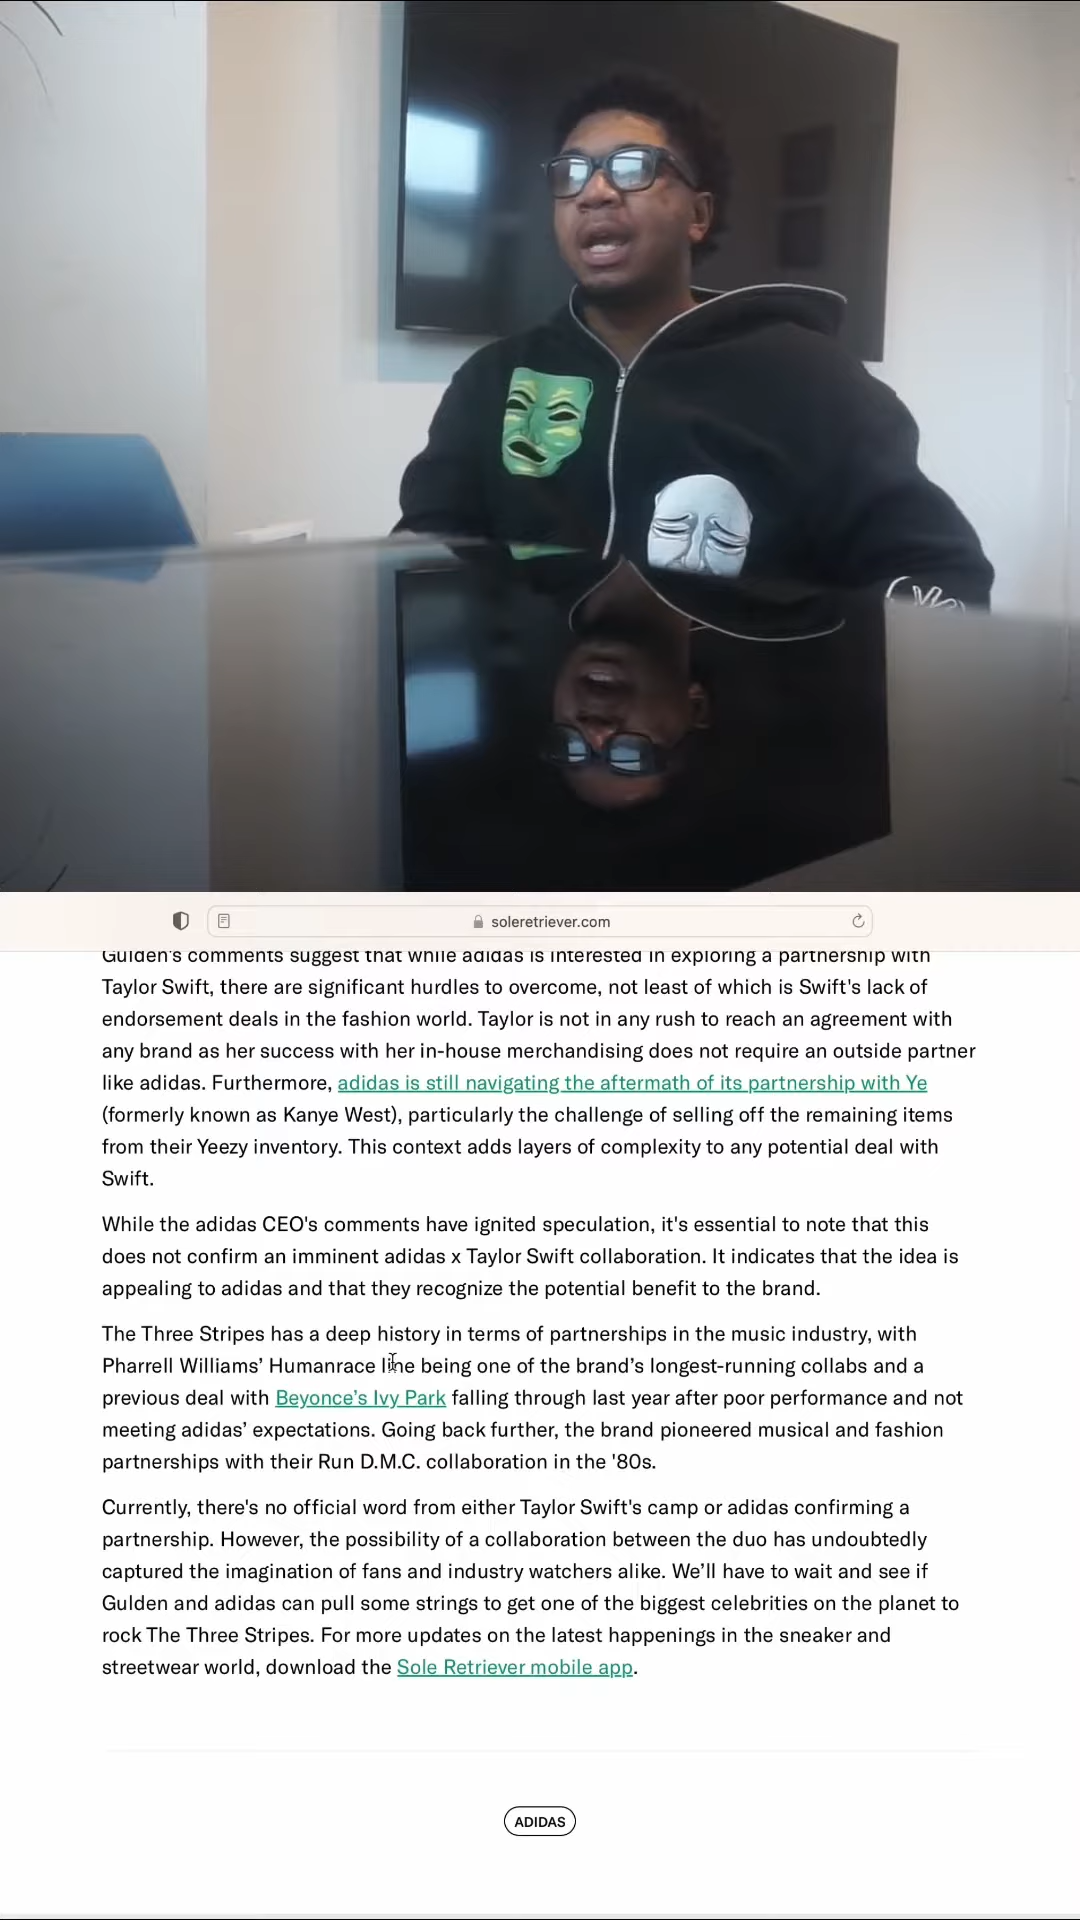 soleretriever.com
Gulden's comments suggest that while adidas is interested in exploring a partnership with
Taylor Swift, there are significant hurdles to overcome, not least of which is Swift's lack of
endorsement deals in the fashion world. Taylor is not in any rush to reach an agreement with
any brand as her success with her in-house merchandising does not require an outside partner
like adidas. Furthermore, adidas is still navigating the aftermath of its partnership with Ye
(formerly known as Kanye West), particularly the challenge of selling off the remaining items
from their Yeezy inventory. This context adds layers of complexity to any potential deal with
Swift.
While the adidas CEO's comments have ignited speculation, it's essential to note that this
does not confirm an imminent adidas x Taylor Swift collaboration. It indicates that the idea is
appealing to adidas and that they recognize the potential benefit to the brand.
The Three Stripes has a deep history in terms of partnerships in the music industry, with
Pharrell Williams’ Humanrace line being one of the brand’s longest-running collabs and a
previous deal with Beyonce’s Ivy Park falling through last year after poor performance and not
meeting adidas’ expectations. Going back further, the brand pioneered musical and fashion
partnerships with their Run D.M.C. collaboration in the '80s.
Currently, there's no official word from either Taylor Swift's camp or adidas confirming a
partnership. However, the possibility of a collaboration between the duo has undoubtedly
captured the imagination of fans and industry watchers alike. We’ll have to wait and see if
Gulden and adidas can pull some strings to get one of the biggest celebrities on the planet to
rock The Three Stripes. For more updates on the latest happenings in the sneaker and
streetwear world, download the Sole Retriever mobile app.
ADIDAS